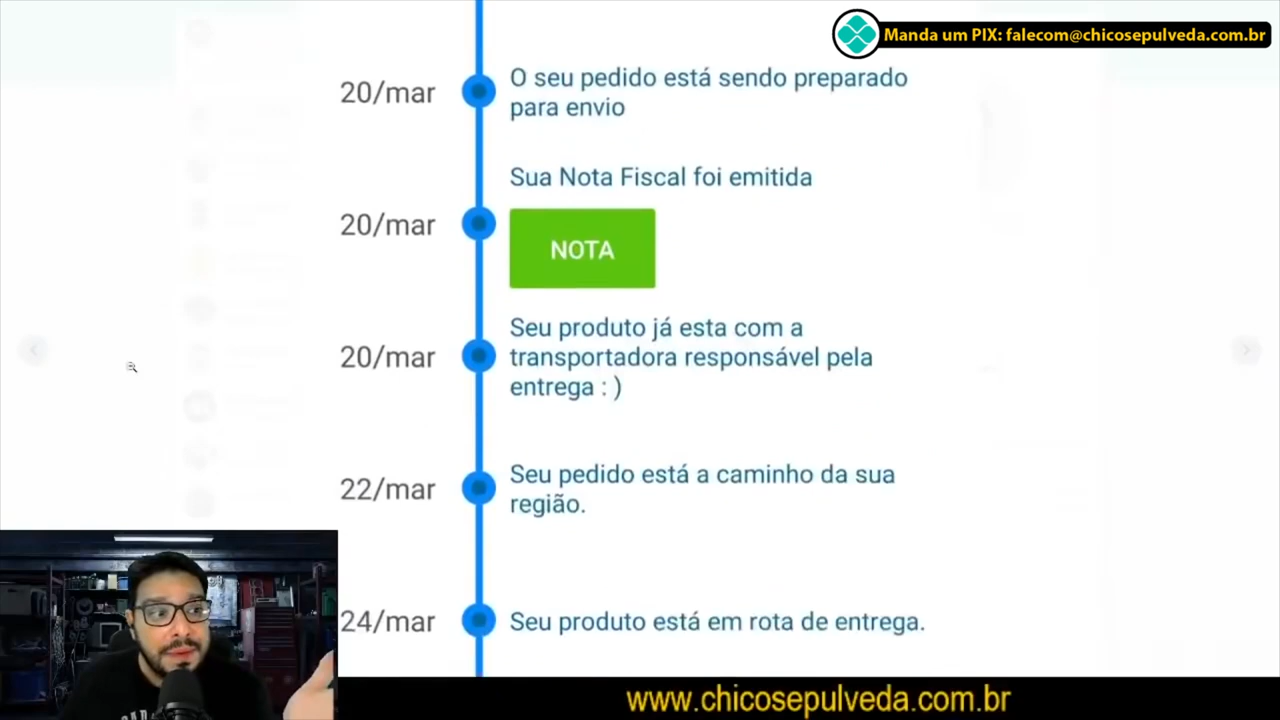 Manda um PIX: falecom@chicosepulveda.com.br
20/mar
O seu pedido está sendo preparado
para envio
Sua Nota Fiscal foi emitida
20/mar
NOTA
20/mar
Seu produto já esta com a
transportadora responsável pela
entrega : )
22/mar
Seu pedido está a caminho da sua
região.
24/mar
Seu produto está em rota de entrega.
www.chicosepulveda.com.br